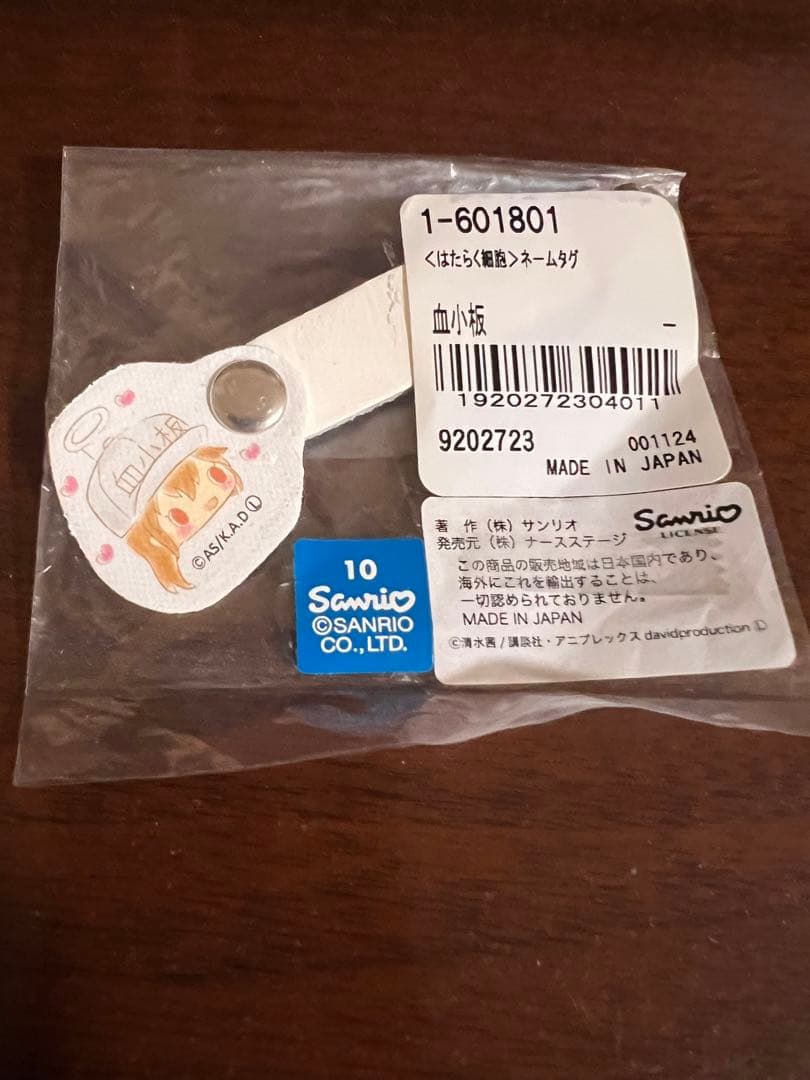 1-601801
<はたらく細胞>ネームタグ
血小板 -
1920272304011
9202723
001124
MADE IN JAPAN
血小板
©AS/K.A.D Ⓛ
10
Sanrio
©SANRIO
CO.,LTD.
著 作 (株) サンリオ
発売元 (株) ナースステージ
Sanrio
LICENSE
この商品の販売地域は日本国内であり、
海外にこれを輸出することは、
一切認められておりません。
MADE IN JAPAN
©清水茜/講談社・アニプレックス davidproduction Ⓛ